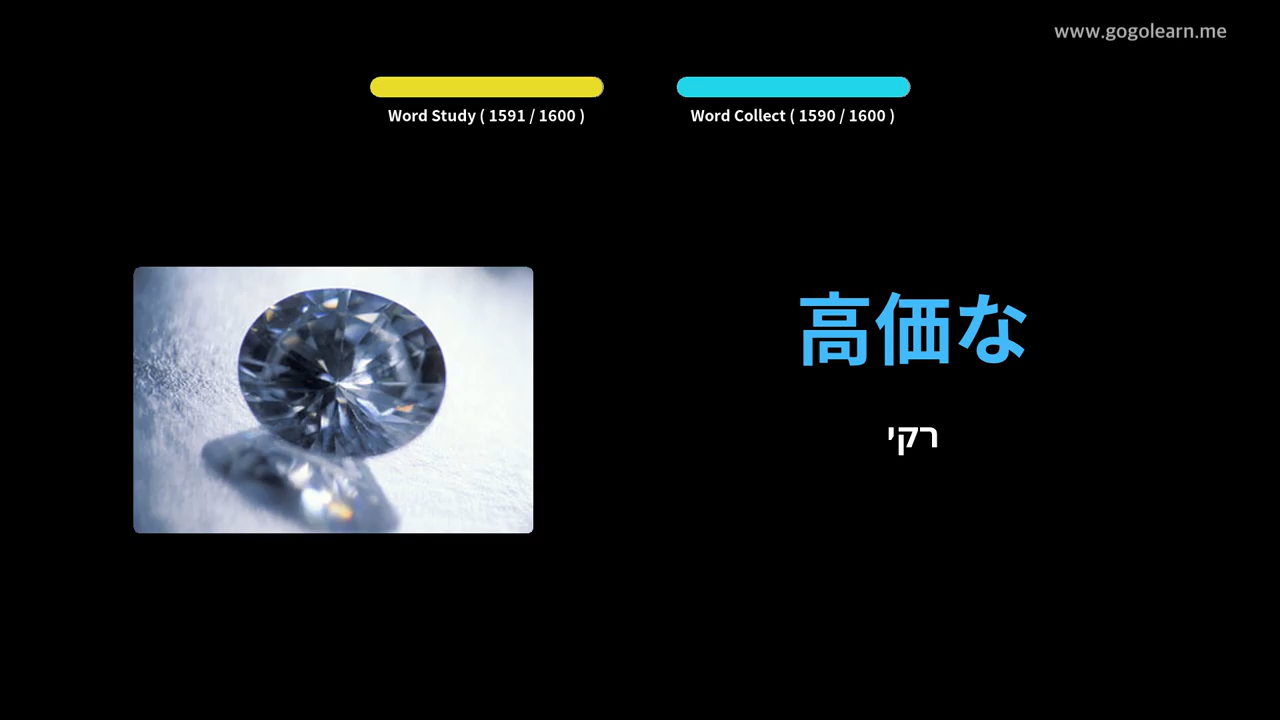 www.gogolearn.me
Word Study ( 1591 / 1600 )
Word Collect ( 1590 / 1600 )
高価な
רקי